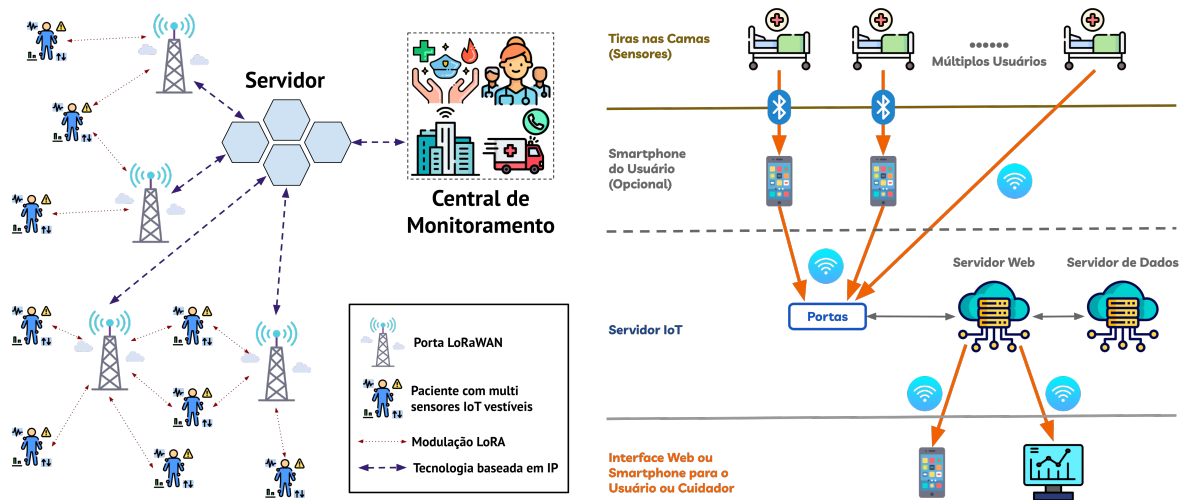 Servidor
Central de
Monitoramento
Porta LoRaWAN
Paciente com multi
sensores IoT vestíveis
Modulação LoRA
Tecnologia baseada em IP
Tiras nas Camas
(Sensores)
Múltiplos Usuários
Smartphone
do Usuário
(Opcional)
Servidor Web
Servidor de Dados
Portas
Servidor IoT
Interface Web ou
Smartphone para o
Usuário ou Cuidador